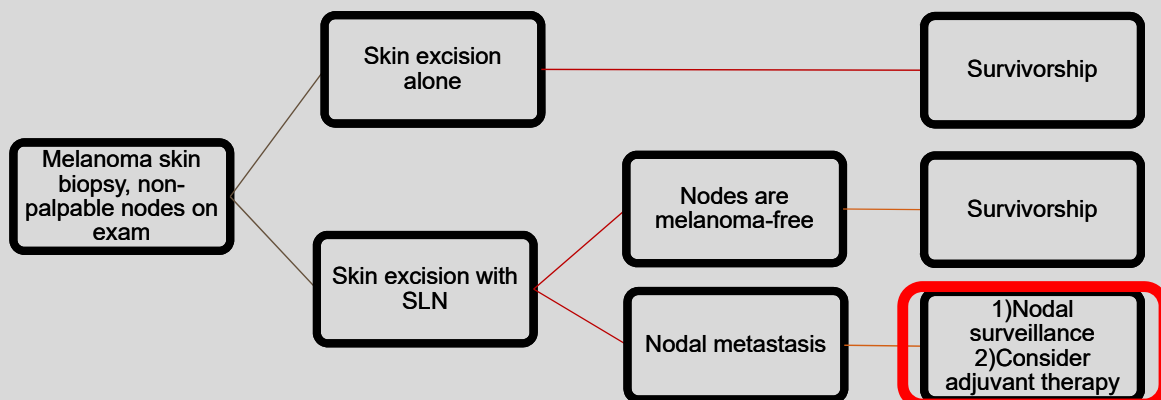 Melanoma skin
biopsy, non-
palpable nodes on
exam
Skin excision
alone
Survivorship
Skin excision with
SLN
Nodes are
melanoma-free
Survivorship
Nodal metastasis
1)Nodal
surveillance
2)Consider
adjuvant therapy